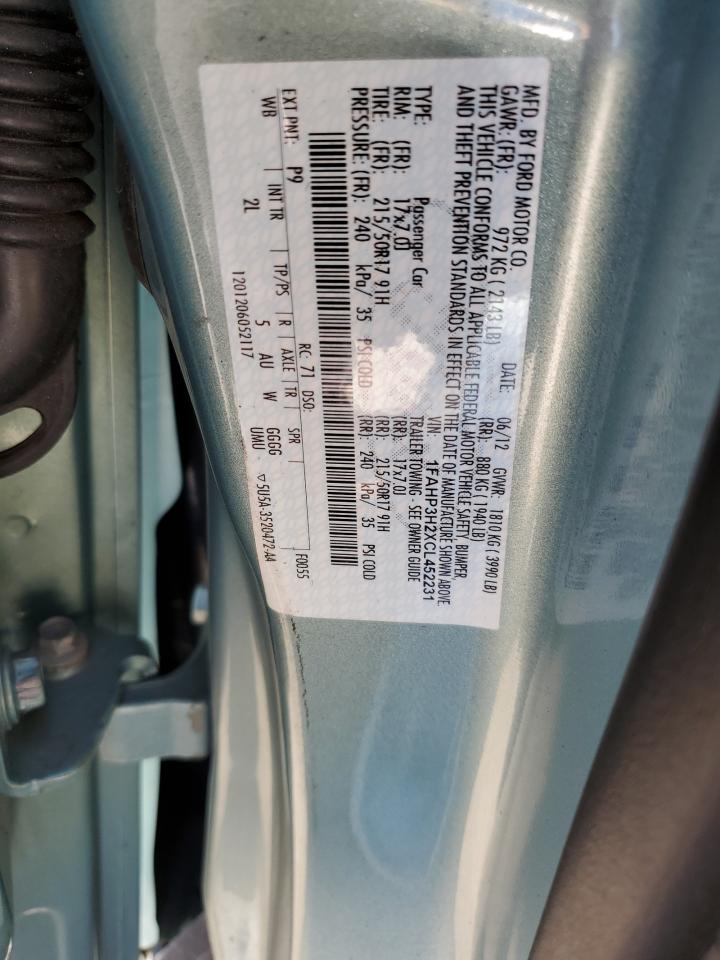 MFD. BY FORD MOTOR CO.
DATE: 06/12 GVWR: 1810 KG ( 3990 LB)
GAWR: (FR): 972 KG ( 2143 LB) (RR): 880 KG ( 1940 LB)
THIS VEHICLE CONFORMS TO ALL APPLICABLE FEDERAL MOTOR VEHICLE SAFETY, BUMPER,
AND THEFT PREVENTION STANDARDS IN EFFECT ON THE DATE OF MANUFACTURE SHOWN ABOVE.
VIN: 1FAHP3H2XCL452231
TYPE: Passenger Car TRAILER TOWING - SEE OWNER GUIDE
RIM: (FR): 17x7.0J (RR): 17x7.0J
TIRE: (FR): 215/50R17 91H (RR): 215/50R17 91H
PRESSURE: (FR): 240 kPa/ 35 PSI COLD (RR): 240 kPa/ 35 PSI COLD
RC: 71 DSO: F0055
EXT PNT: P9
INT TR TP/PS R AXLE TR SPR
WB 2L 5 AU W GGGG UMU
1201206052117 ▽5U5A-3520472-AA